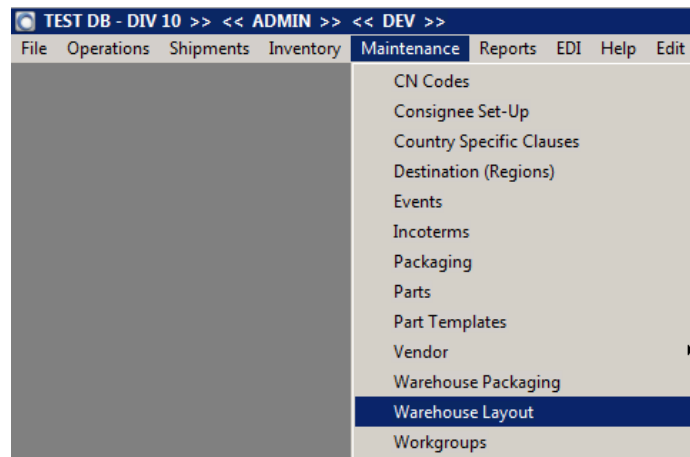 TEST DB - DIV 10 >> << ADMIN >> << DEV >>
File Operations Shipments Inventory Maintenance Reports EDI Help Edit
CN Codes
Consignee Set-Up
Country Specific Clauses
Destination (Regions)
Events
Incoterms
Packaging
Parts
Part Templates
Vendor
Warehouse Packaging
Warehouse Layout
Workgroups